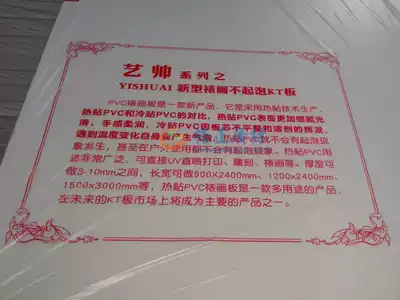 艺帅系列之
YISHUAI 新型裱画不起泡KT板
PVC裱画板是一款新产品，它是采用热贴技术生产，
热贴PVC和冷贴PVC的对比，热贴PVC表面更加细腻光
滑、手感柔润，冷贴PVC因板芯不平整和溶剂的挥发，
遇到温度变化自身会产生气泡，热贴PVC就不会有起泡现
象发生，甚至在户外使用都不会有起泡现象。热贴PVC用
途非常广泛，可直接UV直喷打印、雕刻、裱画等。厚度可
做3-10mm之间，长宽可做900X2400mm、1200x2400mm、
1500x3000mm等，热贴PVC裱画板是一款多用途的产品，
在未来的KT板市场上将成为主要的产品之一。